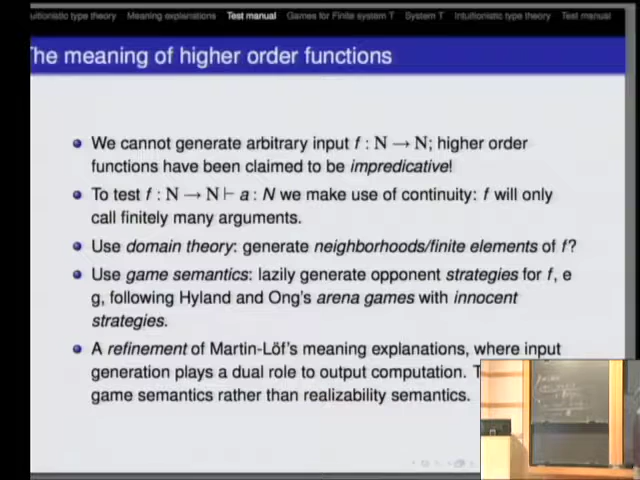 uitionistic type theory Meaning explanations Test manual Games for Finite system T System T Intuitionistic type theory Test manual
The meaning of higher order functions
We cannot generate arbitrary input f : N → N; higher order
functions have been claimed to be impredicative!
To test f : N → N ⊢ a : N we make use of continuity: f will only
call finitely many arguments.
Use domain theory: generate neighborhoods/finite elements of f?
Use game semantics: lazily generate opponent strategies for f, e
g, following Hyland and Ong's arena games with innocent
strategies.
A refinement of Martin-Löf's meaning explanations, where input
generation plays a dual role to output computation.
game semantics rather than realizability semantics.